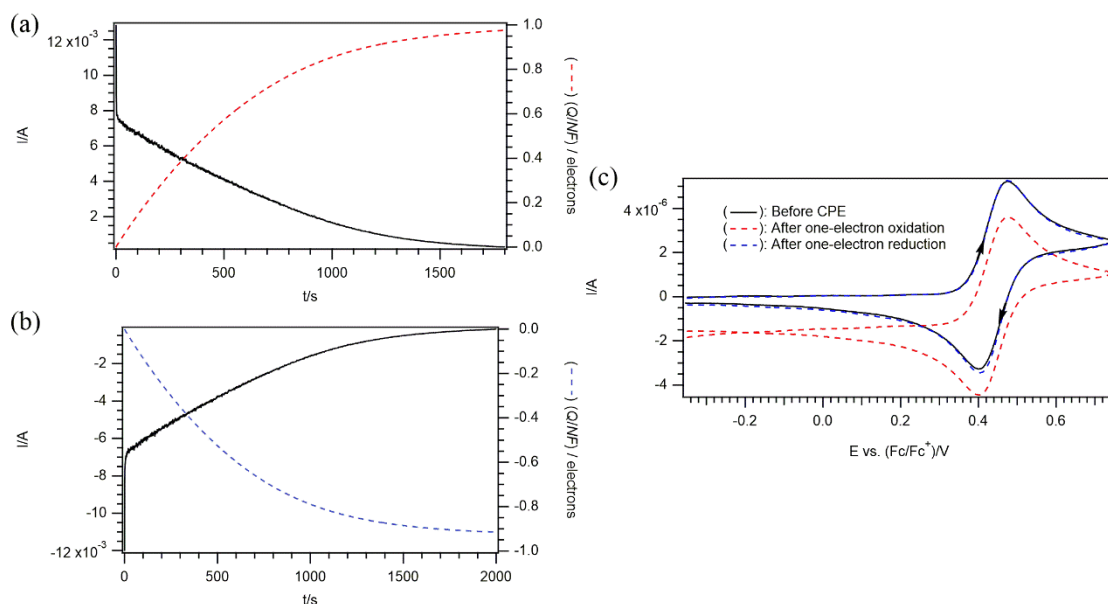 (a)
12 x10⁻³
10
8
6
4
2
I/A
0
500
1000
1500
t/s
1.0
0.8
0.6
0.4
0.2
0.0
( --- ) (Q/NF) / electrons
(b)
-2
-4
-6
-8
-10
-12 x10⁻³
I/A
0
500
1000
1500
2000
t/s
0.0
-0.2
-0.4
-0.6
-0.8
-1.0
( --- ) (Q/NF) / electrons
(c)
4 x10⁻⁶
2
0
-2
-4
I/A
(—): Before CPE
(---): After one-electron oxidation
(---): After one-electron reduction
-0.2
0.0
0.2
0.4
0.6
E vs. (Fc/Fc⁺)/V